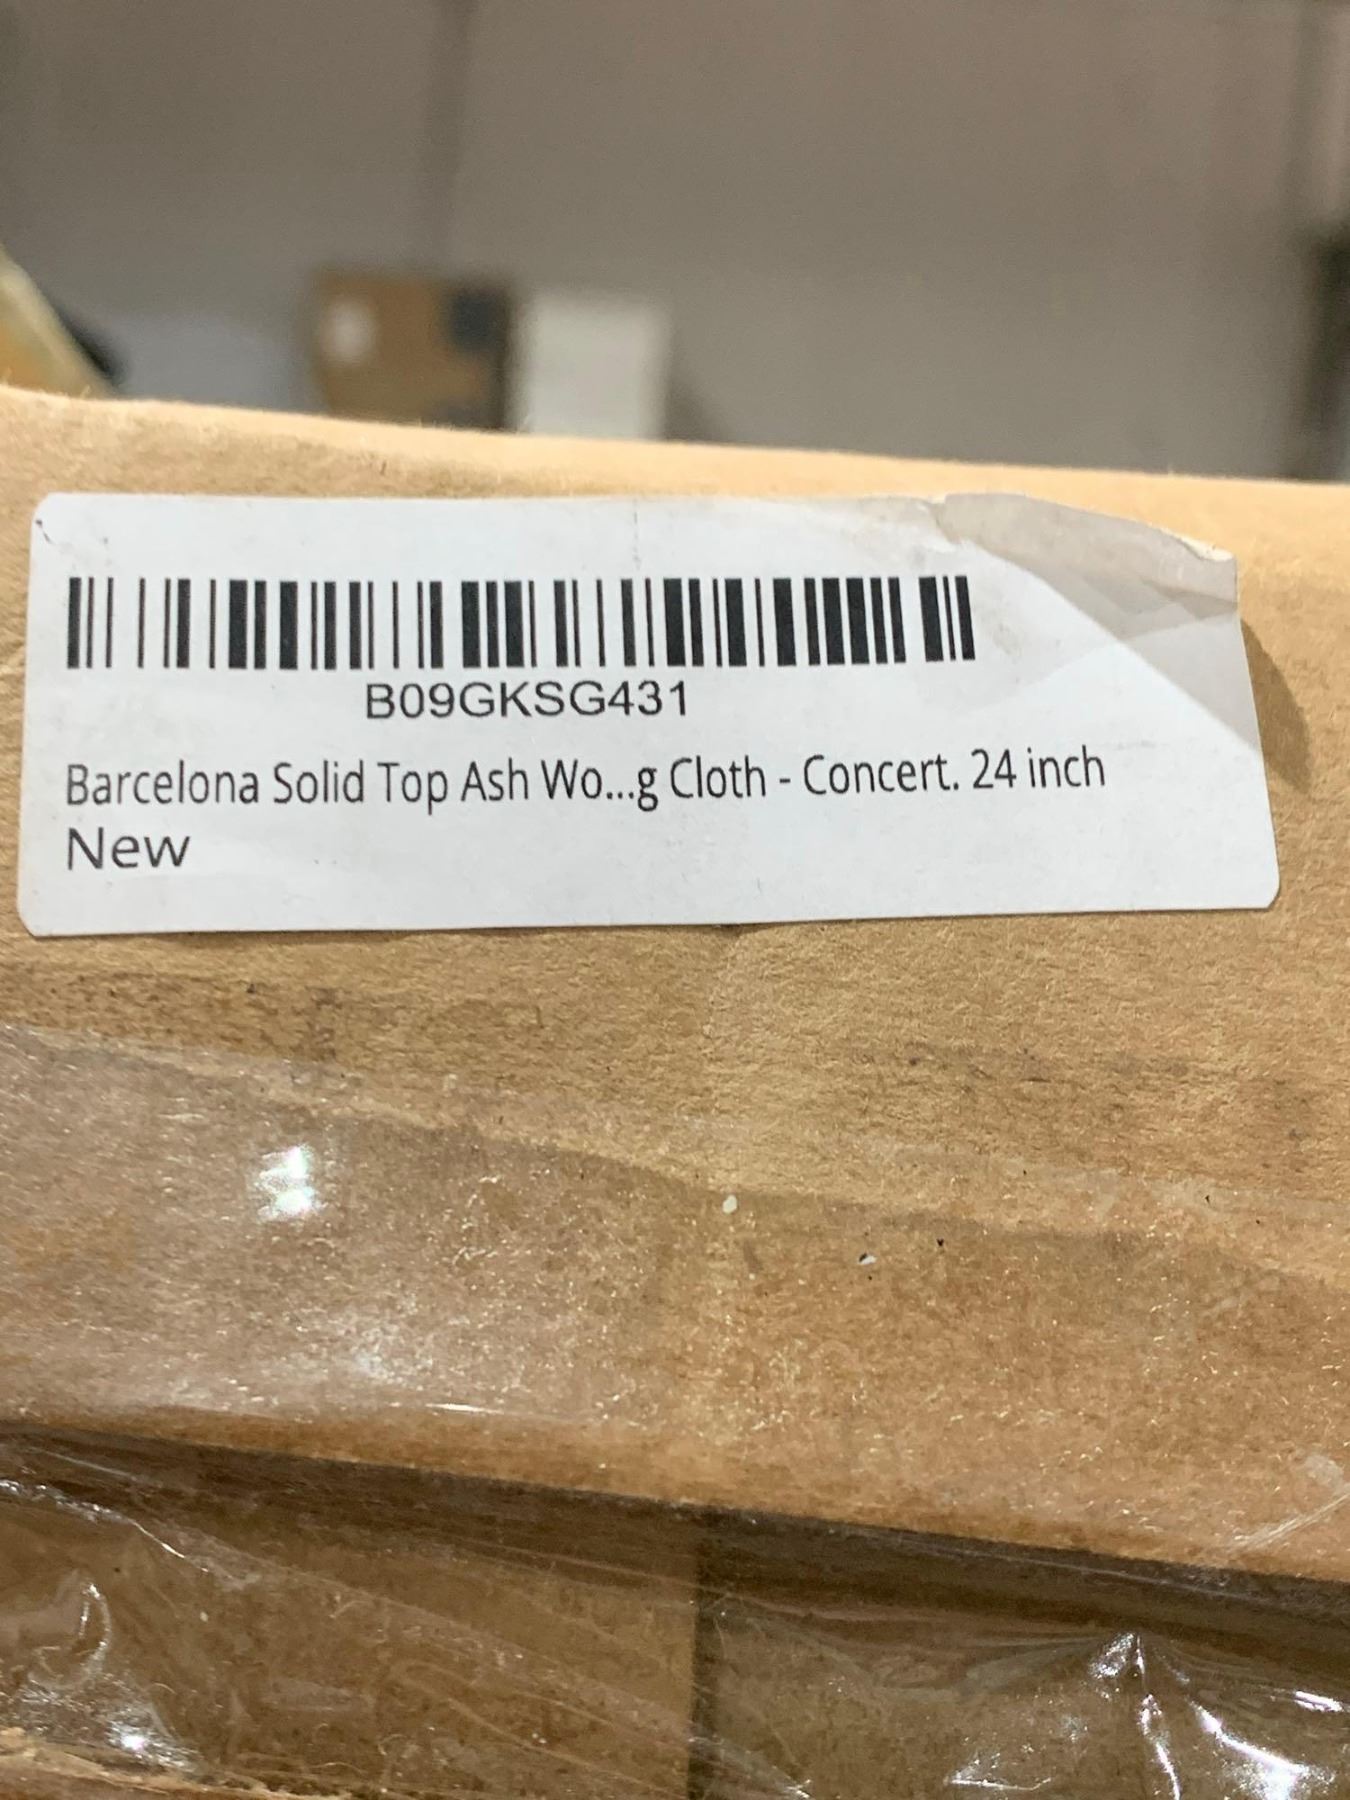 B09GKSG431
Barcelona Solid Top Ash Wo...g Cloth - Concert. 24 inch
New